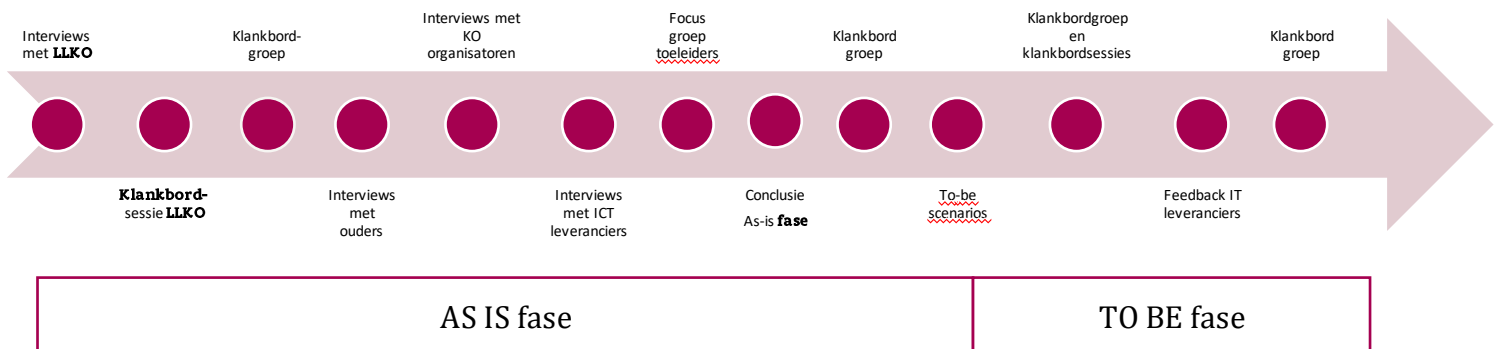 Interviews
met LLKO
Klankbord-
sessie LLKO
Klankbord-
groep
Interviews
met
ouders
Interviews met
KO
organisatoren
Interviews
met ICT
leveranciers
Focus
groep
toeleiders
Conclusie
As-is fase
Klankbord
groep
To-be
scenarios
Klankbordgroep
en
klankbordsessies
Feedback IT
leveranciers
Klankbord
groep
AS IS fase
TO BE fase